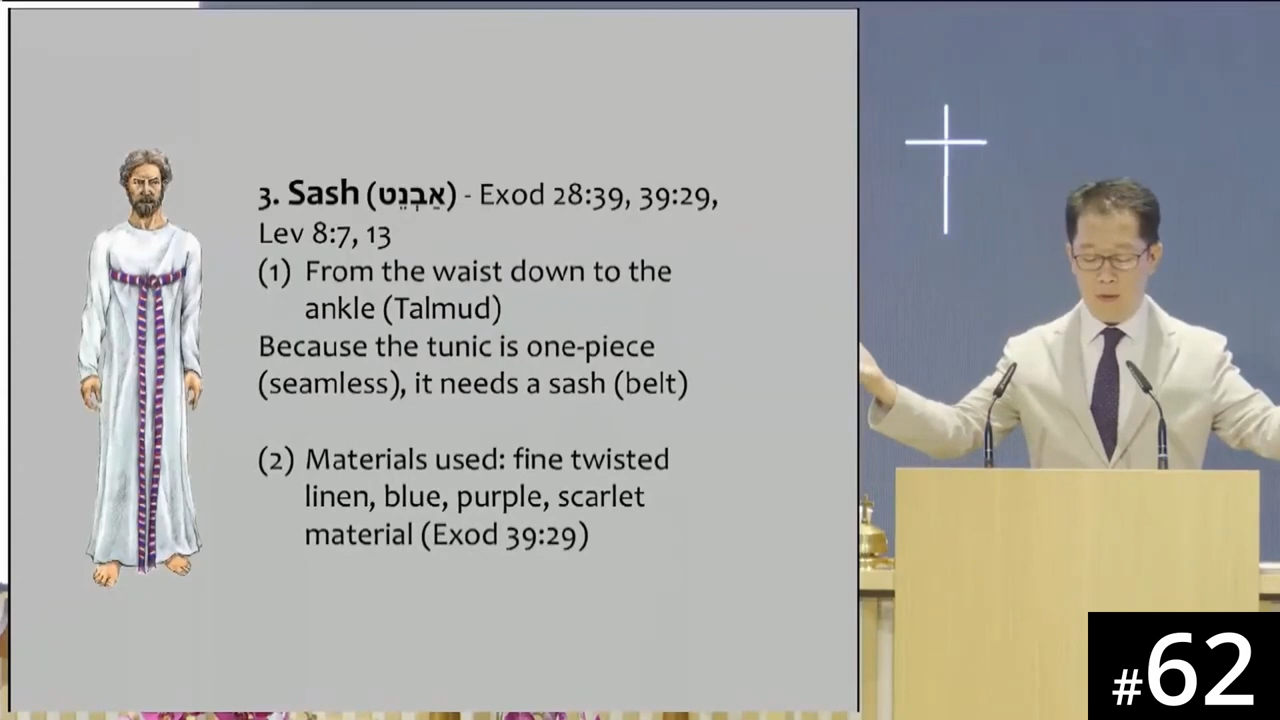 3. Sash (אַבְנֵט) - Exod 28:39, 39:29,
Lev 8:7, 13
(1) From the waist down to the
ankle (Talmud)
Because the tunic is one-piece
(seamless), it needs a sash (belt)
(2) Materials used: fine twisted
linen, blue, purple, scarlet
material (Exod 39:29)
#62